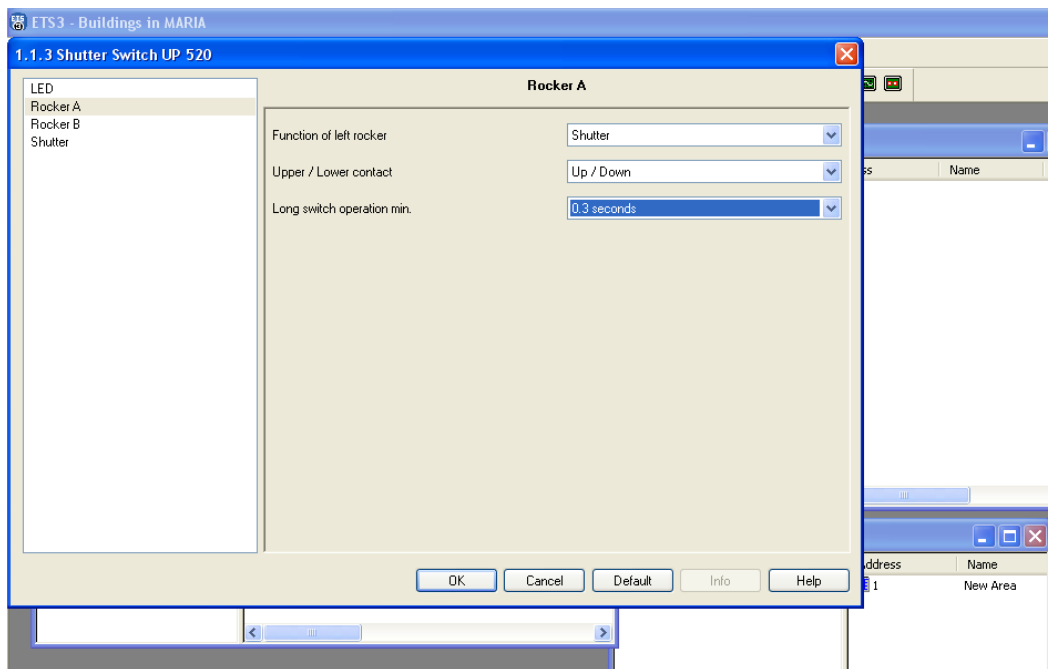 ETS3 - Buildings in MARIA
1.1.3 Shutter Switch UP 520
LED
Rocker A
Rocker B
Shutter
Rocker A
Function of left rocker
Shutter
Upper / Lower contact
Up / Down
Long switch operation min.
0.3 seconds
OK
Cancel
Default
Info
Help
Name
Name
1
New Area